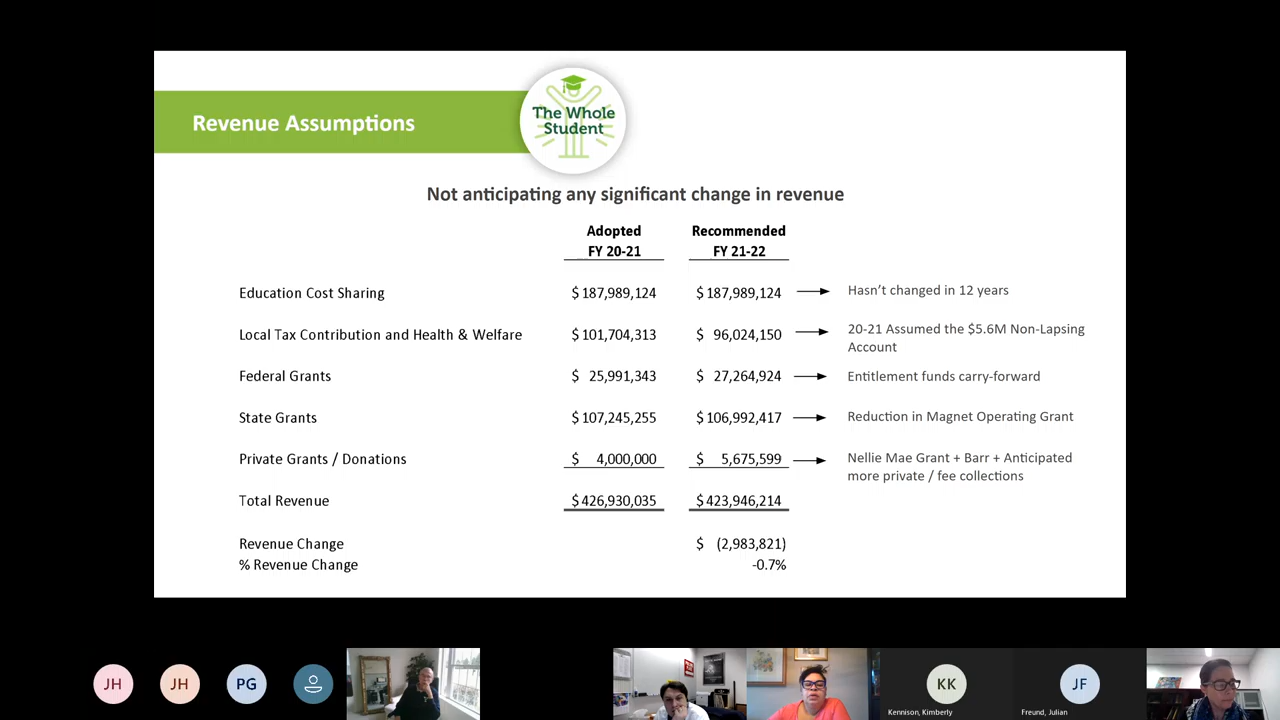 Revenue Assumptions
The Whole
Student
Not anticipating any significant change in revenue
Adopted Recommended
FY 20-21 FY 21-22
Education Cost Sharing $ 187,989,124 $ 187,989,124 Hasn't changed in 12 years
Local Tax Contribution and Health & Welfare $ 101,704,313 $ 96,024,150 20-21 Assumed the $5.6M Non-Lapsing
Account
Federal Grants $ 25,991,343 $ 27,264,924 Entitlement funds carry-forward
State Grants $ 107,245,255 $ 106,992,417 Reduction in Magnet Operating Grant
Private Grants / Donations $ 4,000,000 $ 5,675,599 Nellie Mae Grant + Barr + Anticipated
more private / fee collections
Total Revenue $ 426,930,035 $ 423,946,214
Revenue Change $ (2,983,821)
% Revenue Change -0.7%
JH JH PG KK JF
Kennison, Kimberly Freund, Julian